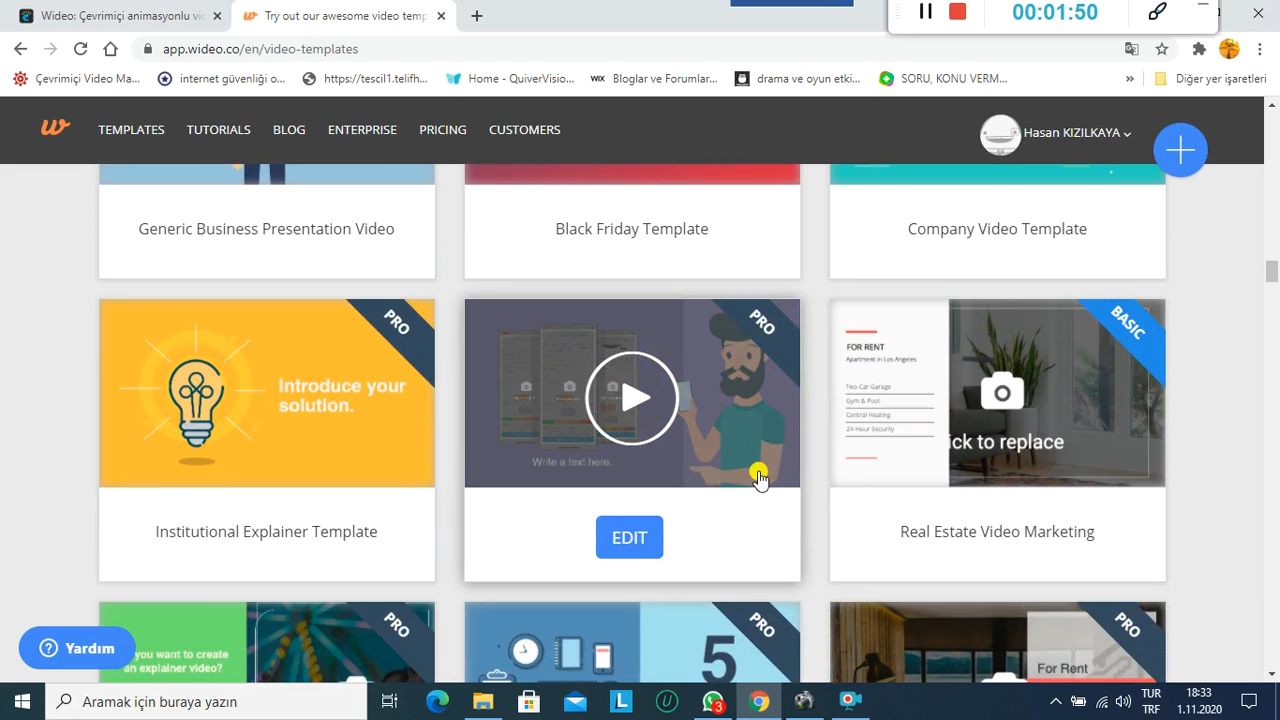 Wideo: Çevrimiçi animasyonlu vi
Try out our awesome video temp
00:01:50
app.wideo.co/en/video-templates
Çevrimiçi Video Ma...
internet güvenliği o...
https://tescil1.telifh...
Home - QuiverVision...
WIX Bloglar ve Forumlar...
drama ve oyun etki...
SORU, KONU VERM...
»
Diğer yer işaretleri
w TEMPLATES TUTORIALS BLOG ENTERPRISE PRICING CUSTOMERS Hasan KIZILKAYA
Generic Business Presentation Video
Black Friday Template
Company Video Template
PRO
Introduce your
solution.
Institutional Explainer Template
PRO
Write a text here.
EDIT
BASIC
FOR RENT
Apartment in Los Angeles
Two Car Garage
Gym & Pool
Central Heating
24-Hour Security
ick to replace
Real Estate Video Marketing
PRO
you want to create
an explainer video?
PRO
5
PRO
For Rent
Yardım
Aramak için buraya yazın
L
U
3
TUR
TRF
18:33
1.11.2020